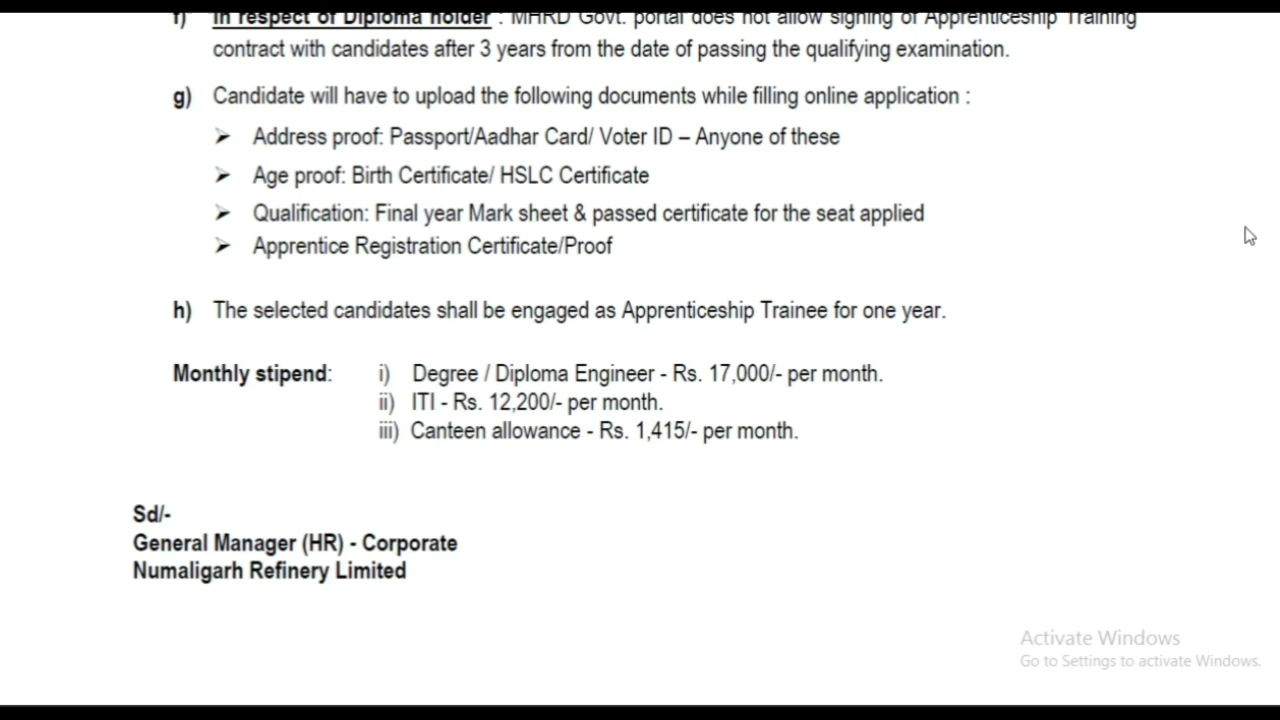 f) In respect of Diploma holder : MHRD Govt. portal does not allow signing of Apprenticeship Training
contract with candidates after 3 years from the date of passing the qualifying examination.
g) Candidate will have to upload the following documents while filling online application :
➢ Address proof: Passport/Aadhar Card/ Voter ID – Anyone of these
➢ Age proof: Birth Certificate/ HSLC Certificate
➢ Qualification: Final year Mark sheet & passed certificate for the seat applied
➢ Apprentice Registration Certificate/Proof
h) The selected candidates shall be engaged as Apprenticeship Trainee for one year.
Monthly stipend: i) Degree / Diploma Engineer - Rs. 17,000/- per month.
ii) ITI - Rs. 12,200/- per month.
iii) Canteen allowance - Rs. 1,415/- per month.
Sd/-
General Manager (HR) - Corporate
Numaligarh Refinery Limited
Activate Windows
Go to Settings to activate Windows.